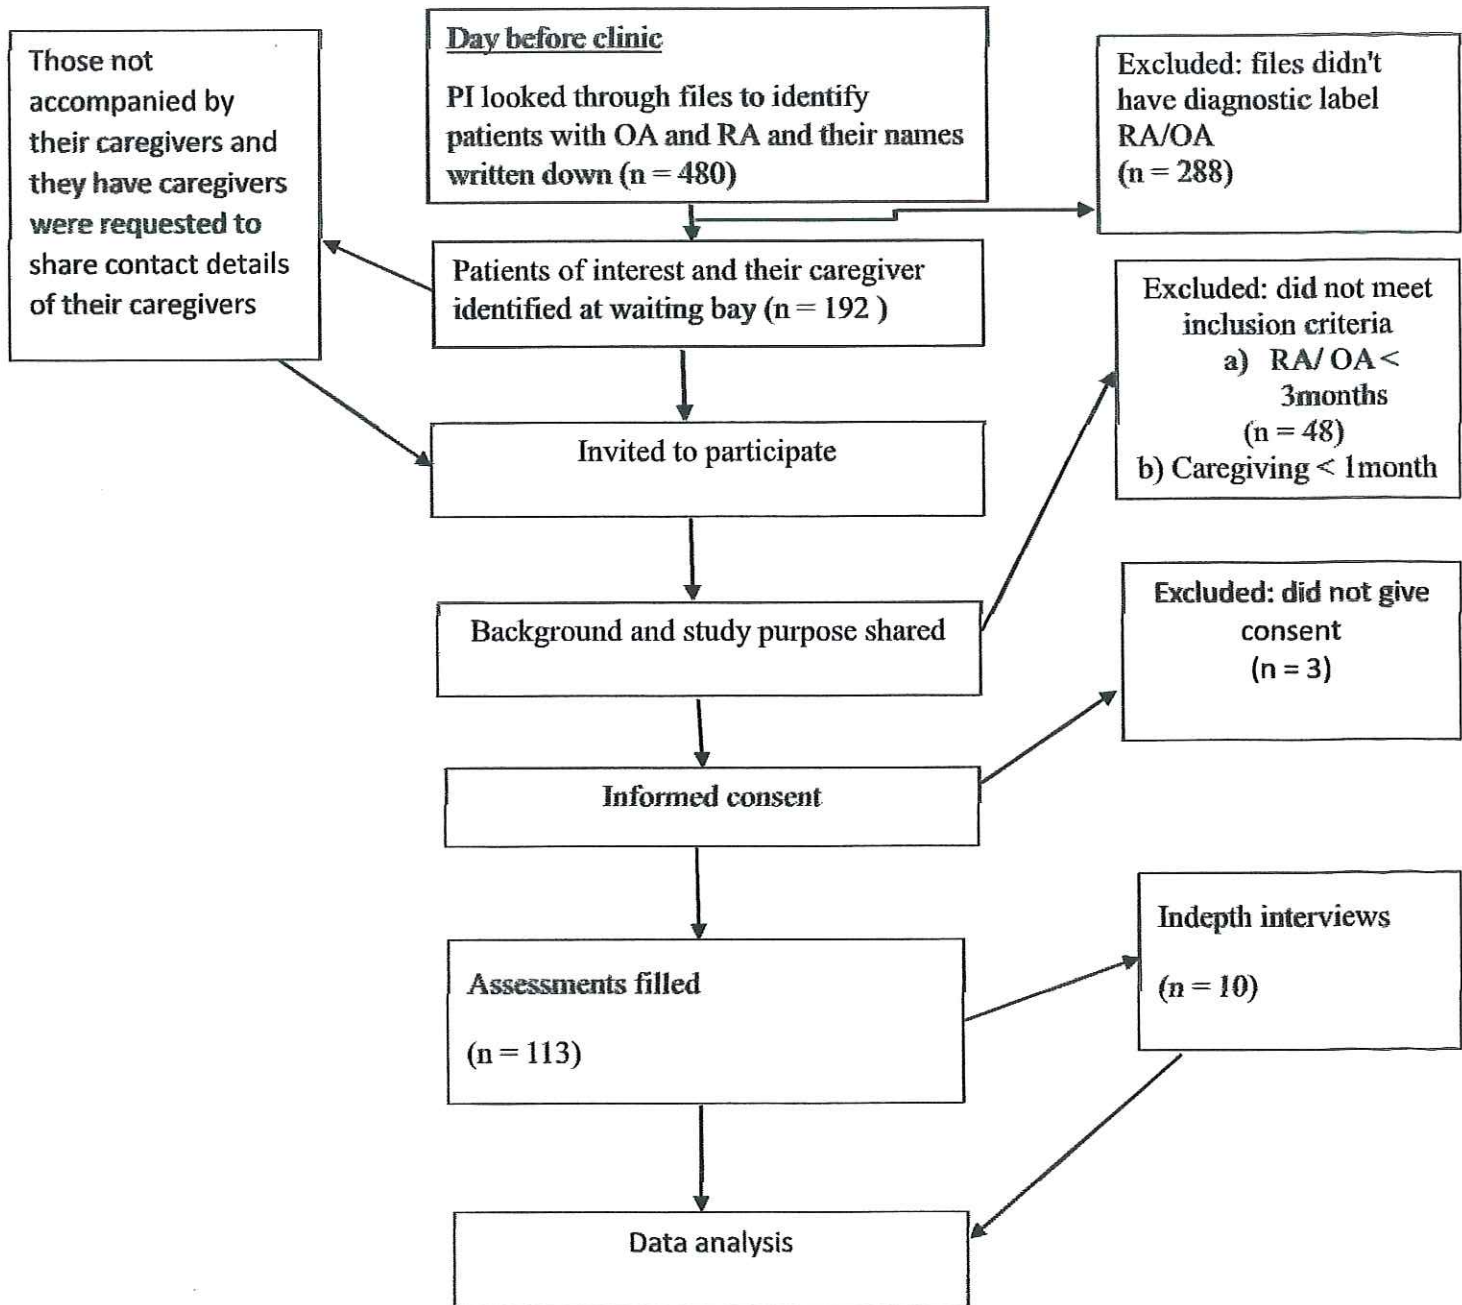 Those not
accompanied by
their caregivers and
they have caregivers
were requested to
share contact details
of their caregivers
Day before clinic
PI looked through files to identify
patients with OA and RA and their names
written down (n = 480)
Excluded: files didn't
have diagnostic label
RA/OA
(n = 288)
Patients of interest and their caregiver
identified at waiting bay (n = 192 )
Excluded: did not meet
inclusion criteria
a) RA/ OA <
3months
(n = 48)
b) Caregiving < 1month
Invited to participate
Background and study purpose shared
Excluded: did not give
consent
(n = 3)
Informed consent
Assessments filled
(n = 113)
Indepth interviews
(n = 10)
Data analysis